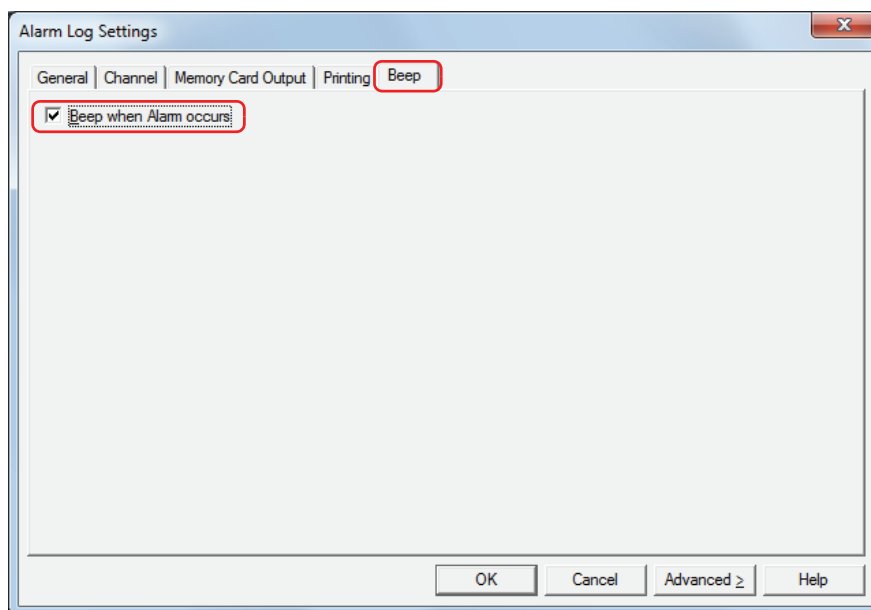 Alarm Log Settings
General Channel Memory Card Output Printing Beep
Beep when Alarm occurs
OK Cancel Advanced > Help